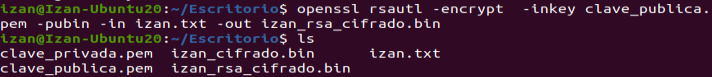 izan@Izan-Ubuntu20:~/Escritorio$ openssl rsautl -encrypt  -inkey clave_publica.
pem -pubin -in izan.txt -out izan_rsa_cifrado.bin
izan@Izan-Ubuntu20:~/Escritorio$ ls
clave_privada.pem  izan_cifrado.bin      izan.txt
clave_publica.pem  izan_rsa_cifrado.bin